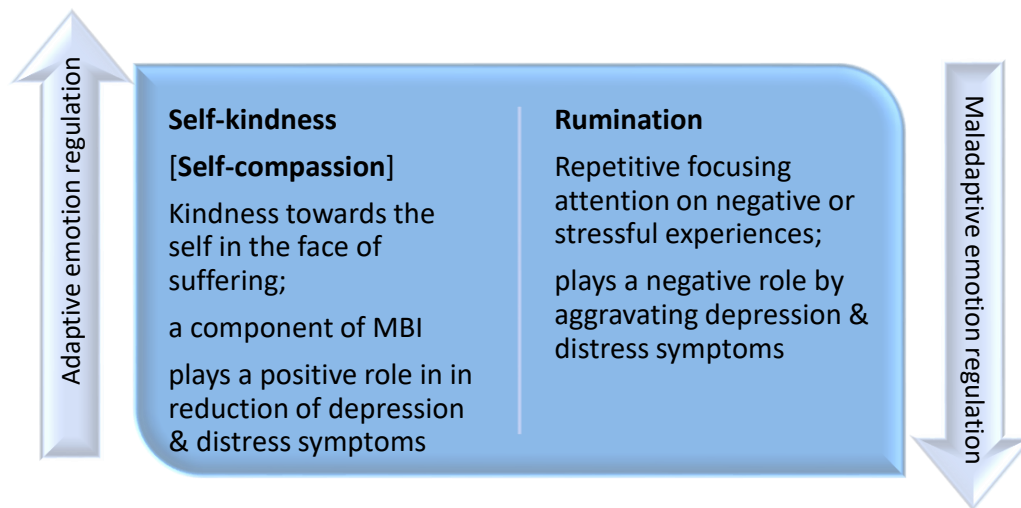 Adaptive emotion regulation
Self-kindness
[Self-compassion]
Kindness towards the
self in the face of
suffering;
a component of MBI
plays a positive role in in
reduction of depression
& distress symptoms
Rumination
Repetitive focusing
attention on negative or
stressful experiences;
plays a negative role by
aggravating depression &
distress symptoms
Maladaptive emotion regulation